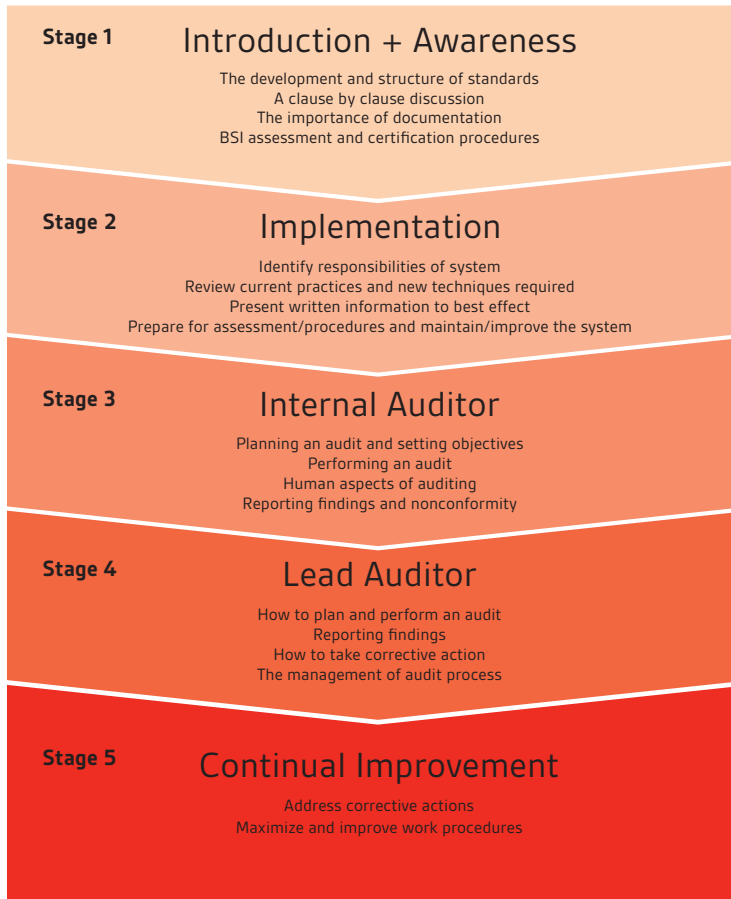 Stage 1
Introduction + Awareness
The development and structure of standards
A clause by clause discussion
The importance of documentation
BSI assessment and certification procedures
Stage 2
Implementation
Identify responsibilities of system
Review current practices and new techniques required
Present written information to best effect
Prepare for assessment/procedures and maintain/improve the system
Stage 3
Internal Auditor
Planning an audit and setting objectives
Performing an audit
Human aspects of auditing
Reporting findings and nonconformity
Stage 4
Lead Auditor
How to plan and perform an audit
Reporting findings
How to take corrective action
The management of audit process
Stage 5
Continual Improvement
Address corrective actions
Maximize and improve work procedures